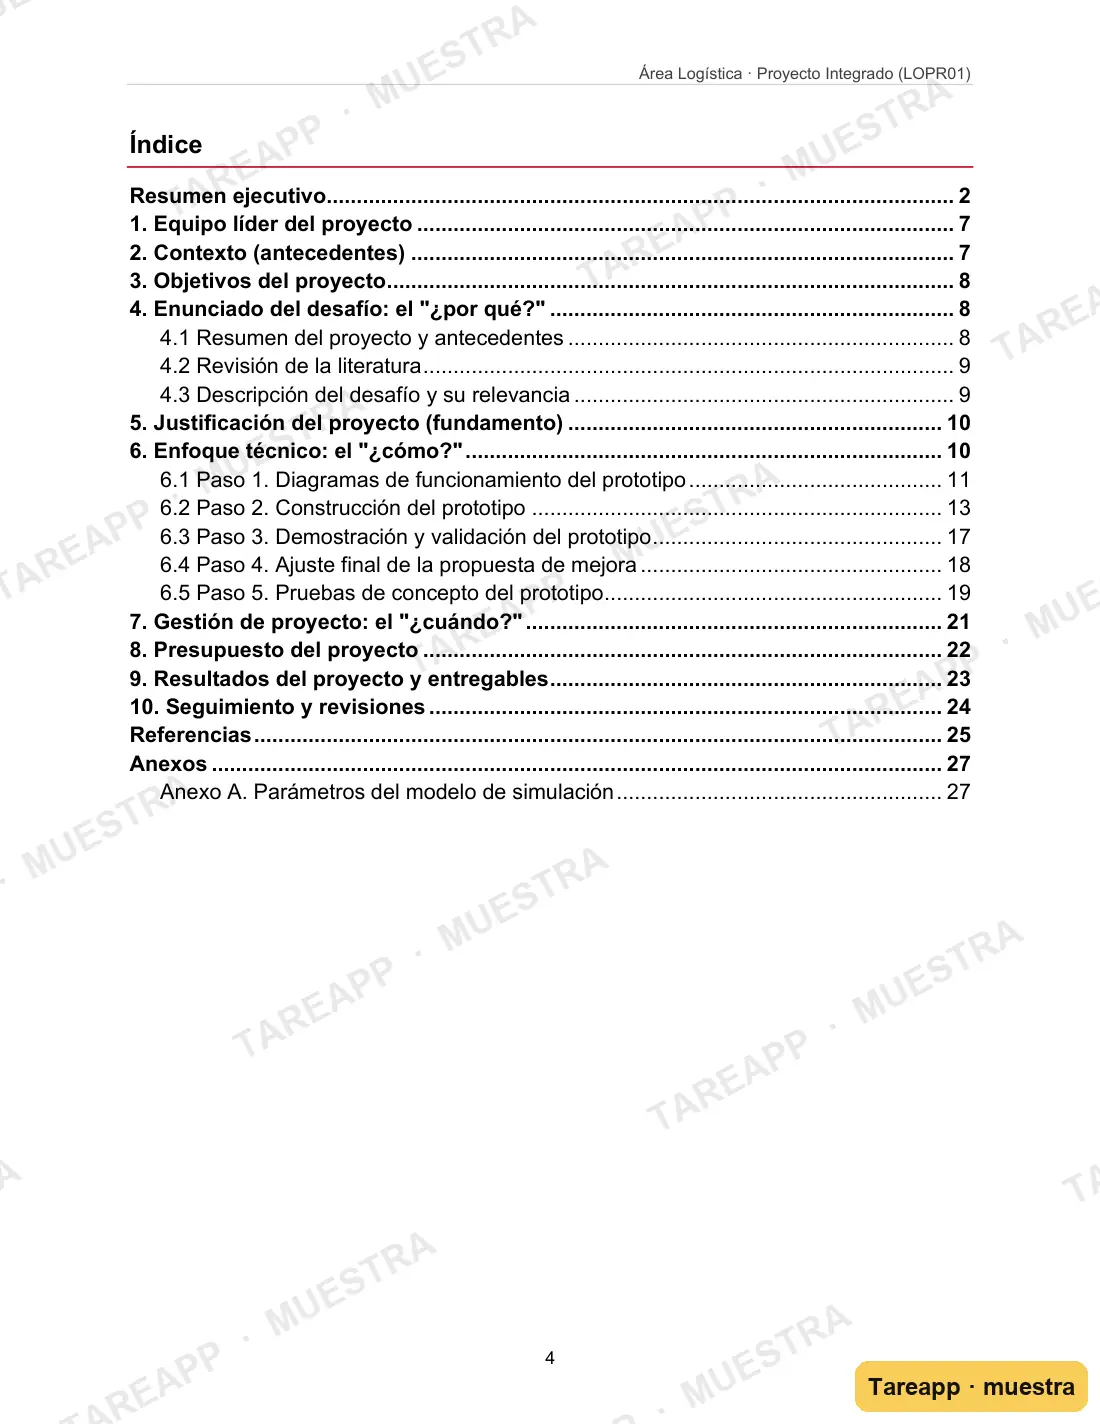 Área Logística · Proyecto Integrado (LOPR01)
Índice
Resumen ejecutivo........................................................................................................ 2
1. Equipo líder del proyecto ......................................................................................... 7
2. Contexto (antecedentes) .......................................................................................... 7
3. Objetivos del proyecto.............................................................................................. 8
4. Enunciado del desafío: el "¿por qué?" ................................................................... 8
4.1 Resumen del proyecto y antecedentes ................................................................ 8
4.2 Revisión de la literatura........................................................................................ 9
4.3 Descripción del desafío y su relevancia ............................................................... 9
5. Justificación del proyecto (fundamento) .............................................................. 10
6. Enfoque técnico: el "¿cómo?"............................................................................... 10
6.1 Paso 1. Diagramas de funcionamiento del prototipo .......................................... 11
6.2 Paso 2. Construcción del prototipo .................................................................... 13
6.3 Paso 3. Demostración y validación del prototipo................................................ 17
6.4 Paso 4. Ajuste final de la propuesta de mejora .................................................. 18
6.5 Paso 5. Pruebas de concepto del prototipo........................................................ 19
7. Gestión de proyecto: el "¿cuándo?" ..................................................................... 21
8. Presupuesto del proyecto ...................................................................................... 22
9. Resultados del proyecto y entregables................................................................. 23
10. Seguimiento y revisiones ..................................................................................... 24
Referencias.................................................................................................................. 25
Anexos ......................................................................................................................... 27
Anexo A. Parámetros del modelo de simulación...................................................... 27
4
TAREAPP · MUESTRA
Tareapp · muestra